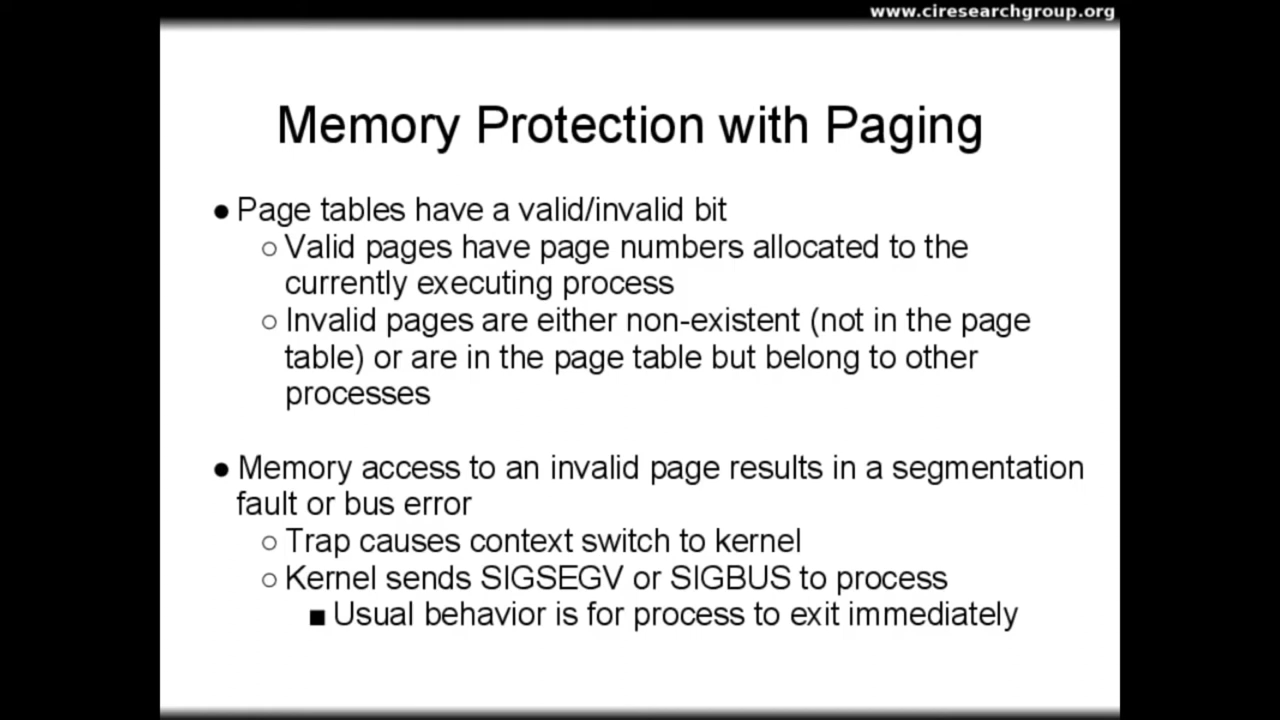 www.ciresearchgroup.org
Memory Protection with Paging
● Page tables have a valid/invalid bit
○ Valid pages have page numbers allocated to the
currently executing process
○ Invalid pages are either non-existent (not in the page
table) or are in the page table but belong to other
processes
● Memory access to an invalid page results in a segmentation
fault or bus error
○ Trap causes context switch to kernel
○ Kernel sends SIGSEGV or SIGBUS to process
■ Usual behavior is for process to exit immediately